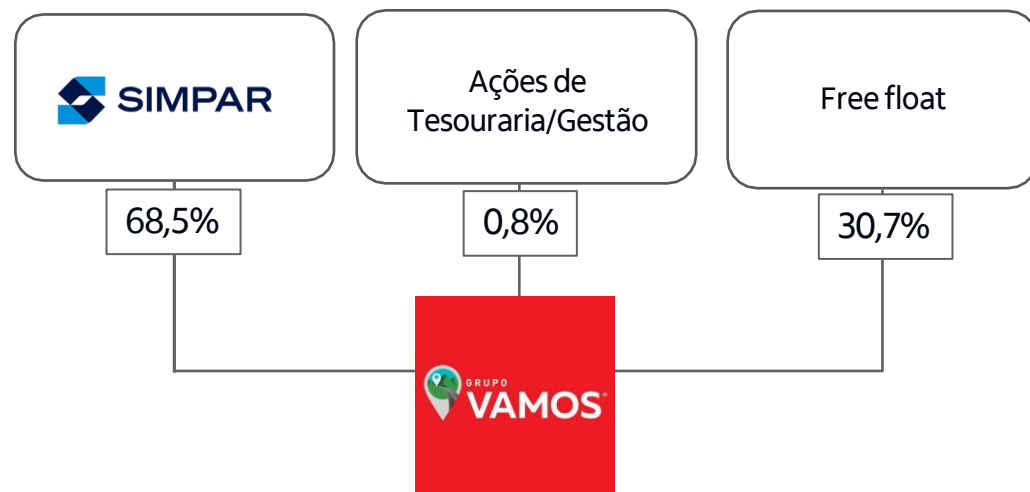 SIMPAR
Ações de
Tesouraria/Gestão
Free float
68,5%
0,8%
30,7%
GRUPO
VAMOS